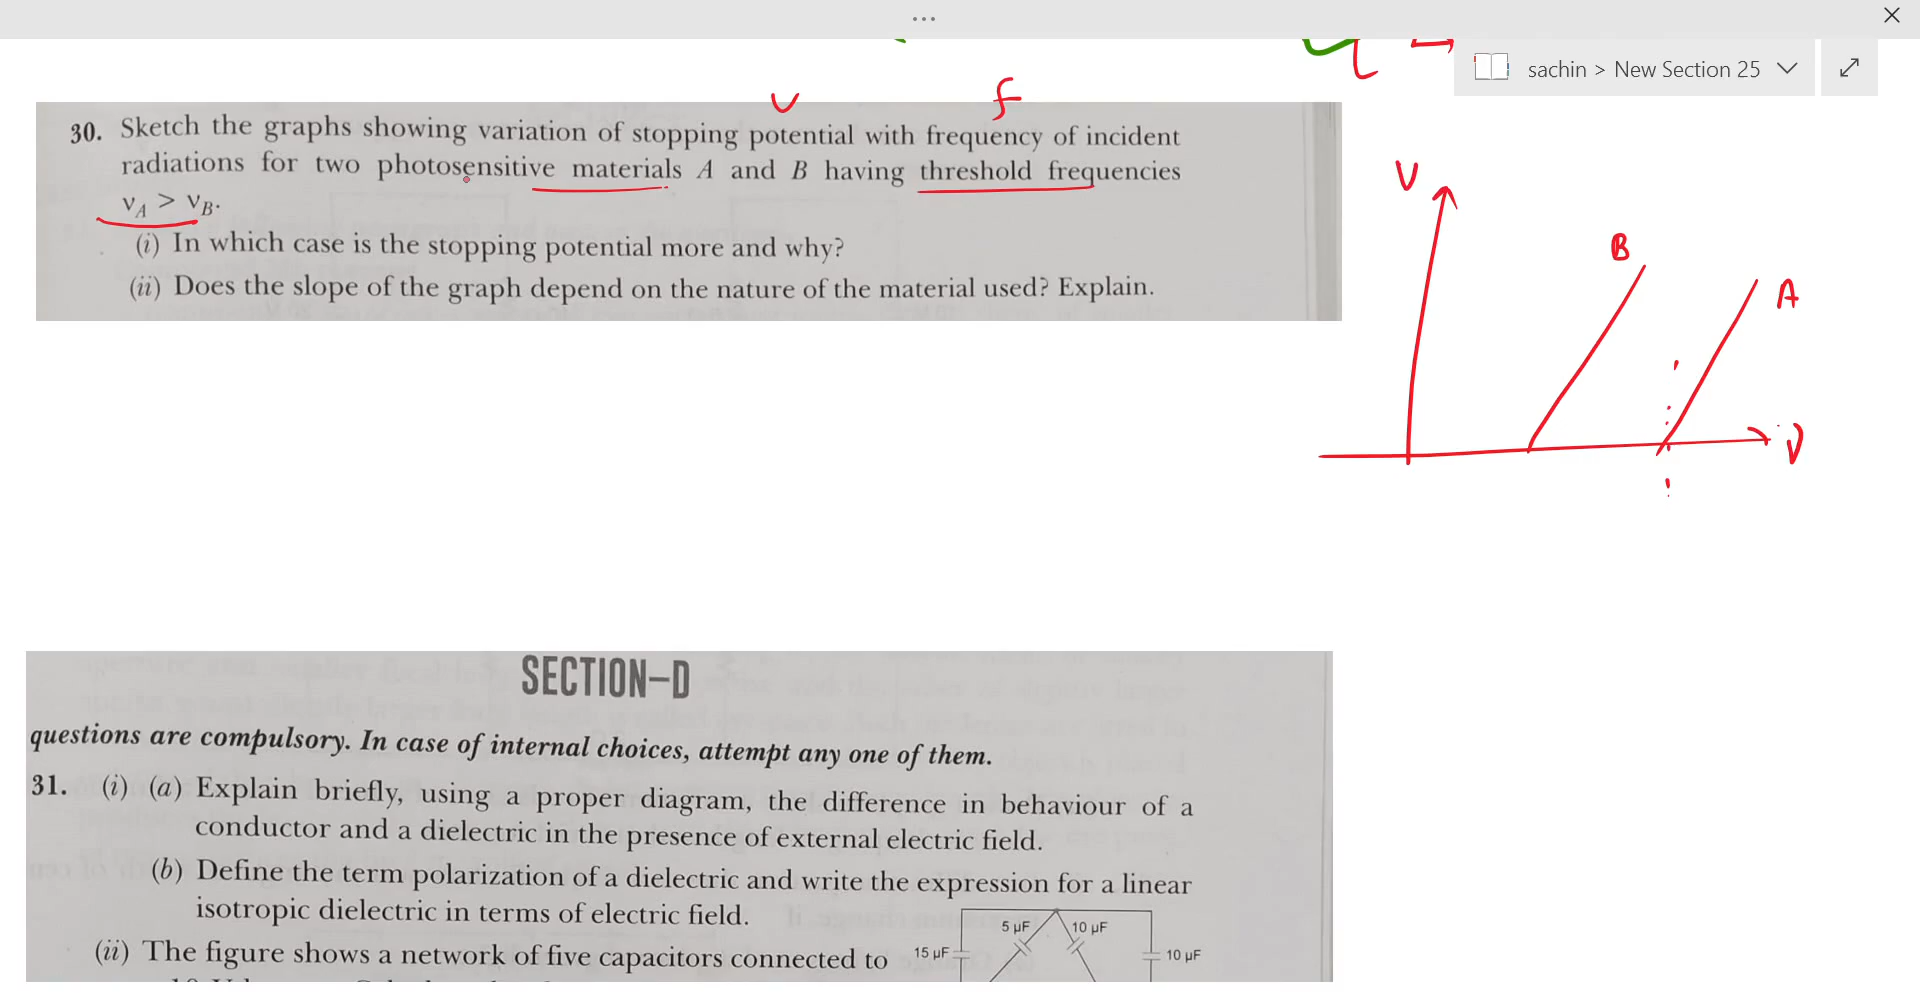 sachin > New Section 25
V f
30. Sketch the graphs showing variation of stopping potential with frequency of incident
radiations for two photosensitive materials A and B having threshold frequencies
νA > νB.
(i) In which case is the stopping potential more and why?
(ii) Does the slope of the graph depend on the nature of the material used? Explain.
V
B
A
ν
SECTION–D
questions are compulsory. In case of internal choices, attempt any one of them.
31. (i) (a) Explain briefly, using a proper diagram, the difference in behaviour of a
conductor and a dielectric in the presence of external electric field.
(b) Define the term polarization of a dielectric and write the expression for a linear
isotropic dielectric in terms of electric field.
(ii) The figure shows a network of five capacitors connected to
5 μF 10 μF
15 μF 10 μF